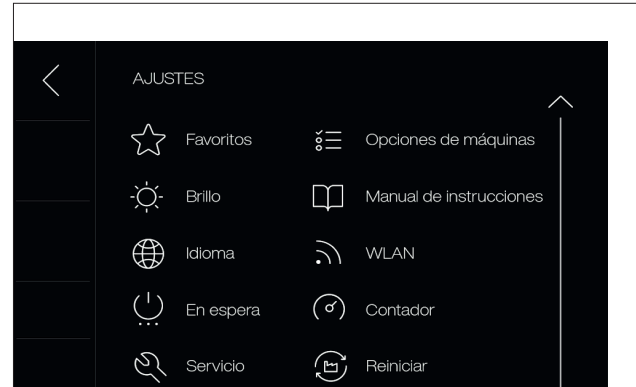 AJUSTES
Favoritos
Opciones de máquinas
Brillo
Manual de instrucciones
Idioma
WLAN
En espera
Contador
Servicio
Reiniciar